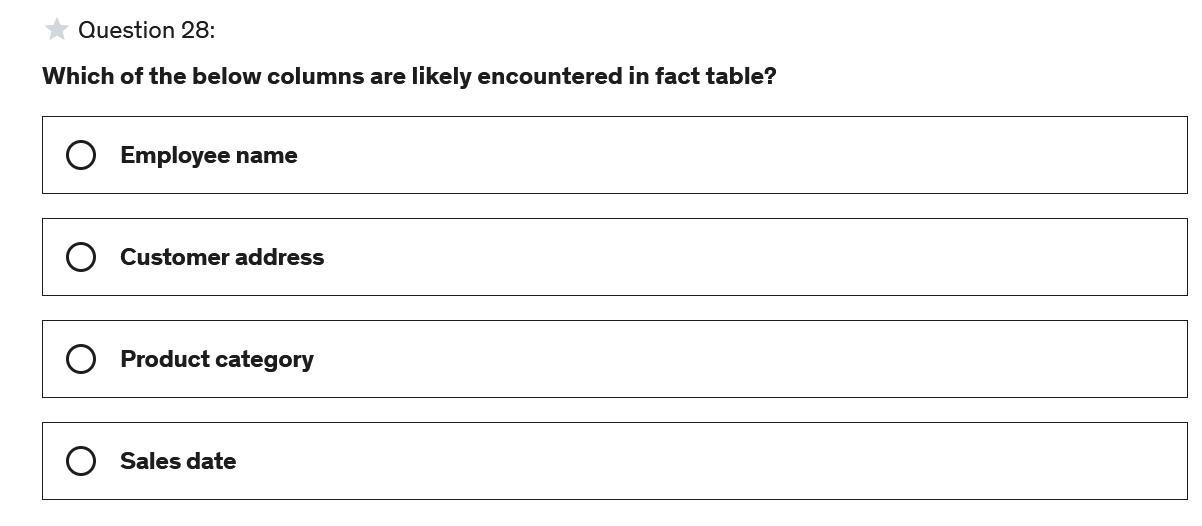 Question 28:
Which of the below columns are likely encountered in fact table?
Employee name
Customer address
Product category
Sales date